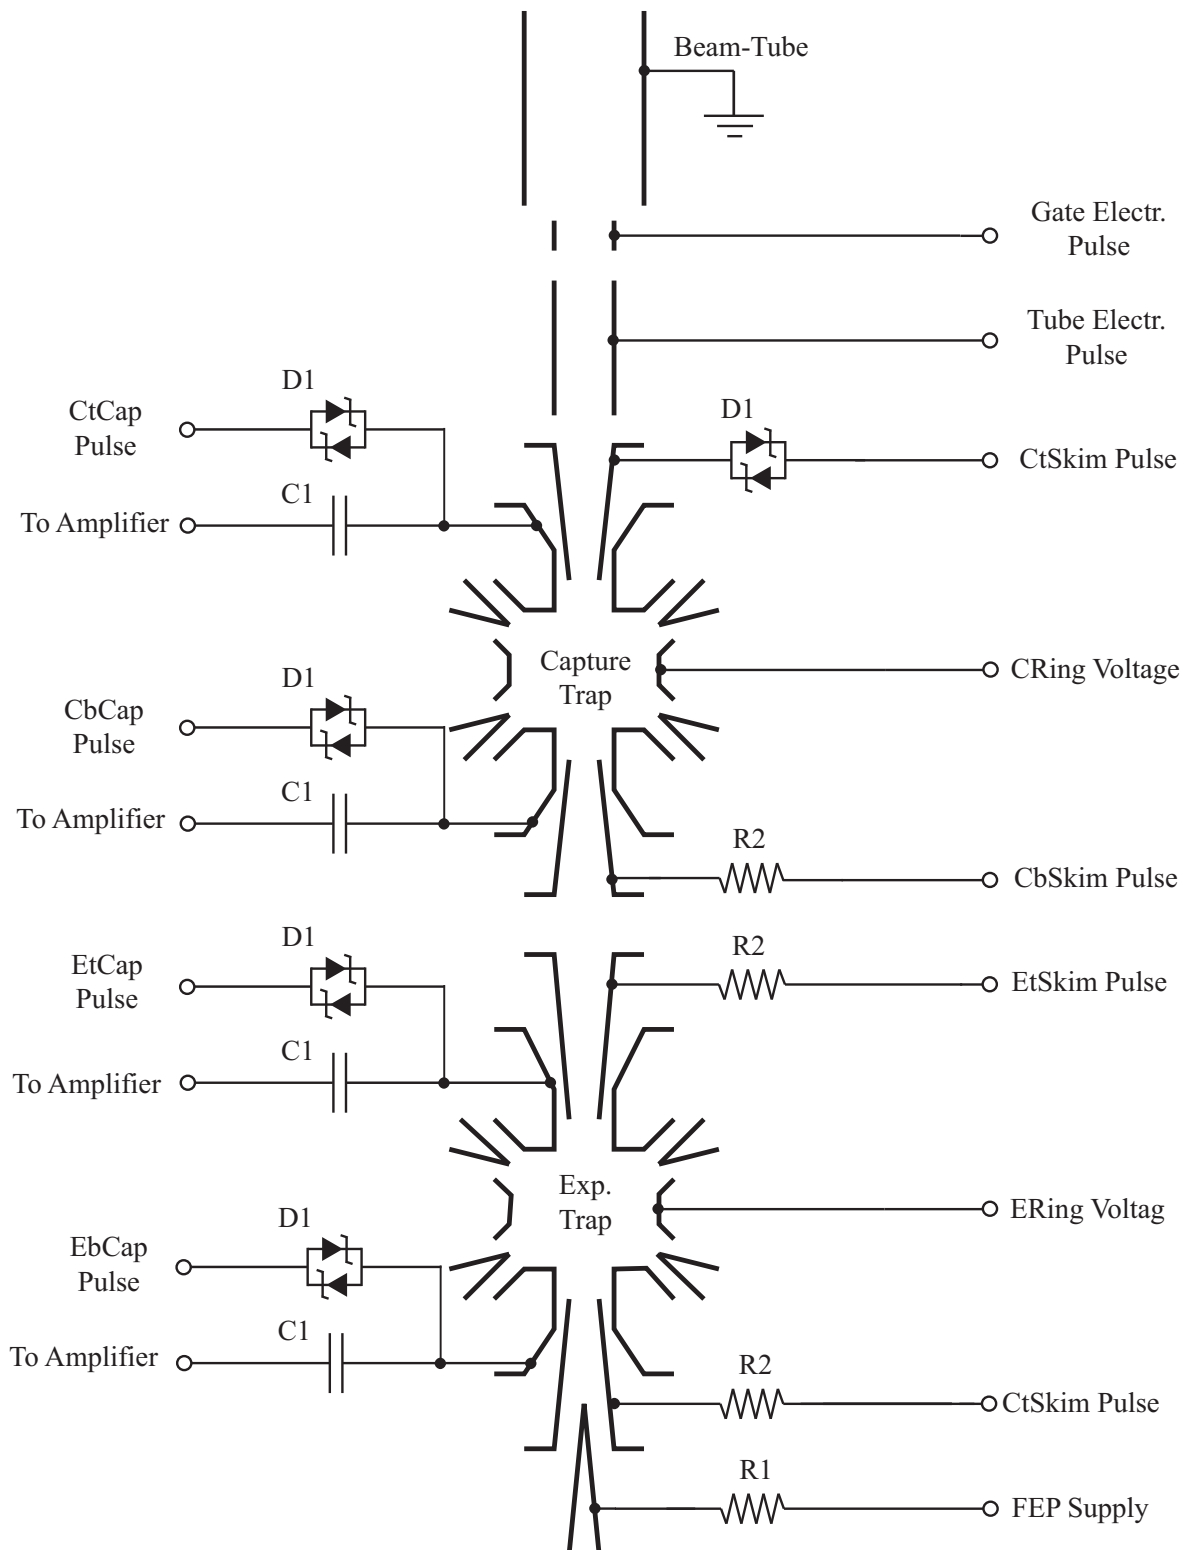 Beam-Tube
Gate Electr.
Pulse
Tube Electr.
Pulse
D1
CtCap
Pulse
D1
CtSkim Pulse
C1
To Amplifier
Capture
Trap
CRing Voltage
D1
CbCap
Pulse
C1
To Amplifier
R2
CbSkim Pulse
D1
EtCap
Pulse
R2
EtSkim Pulse
C1
To Amplifier
Exp.
Trap
ERing Voltag
D1
EbCap
Pulse
C1
To Amplifier
R2
CtSkim Pulse
R1
FEP Supply